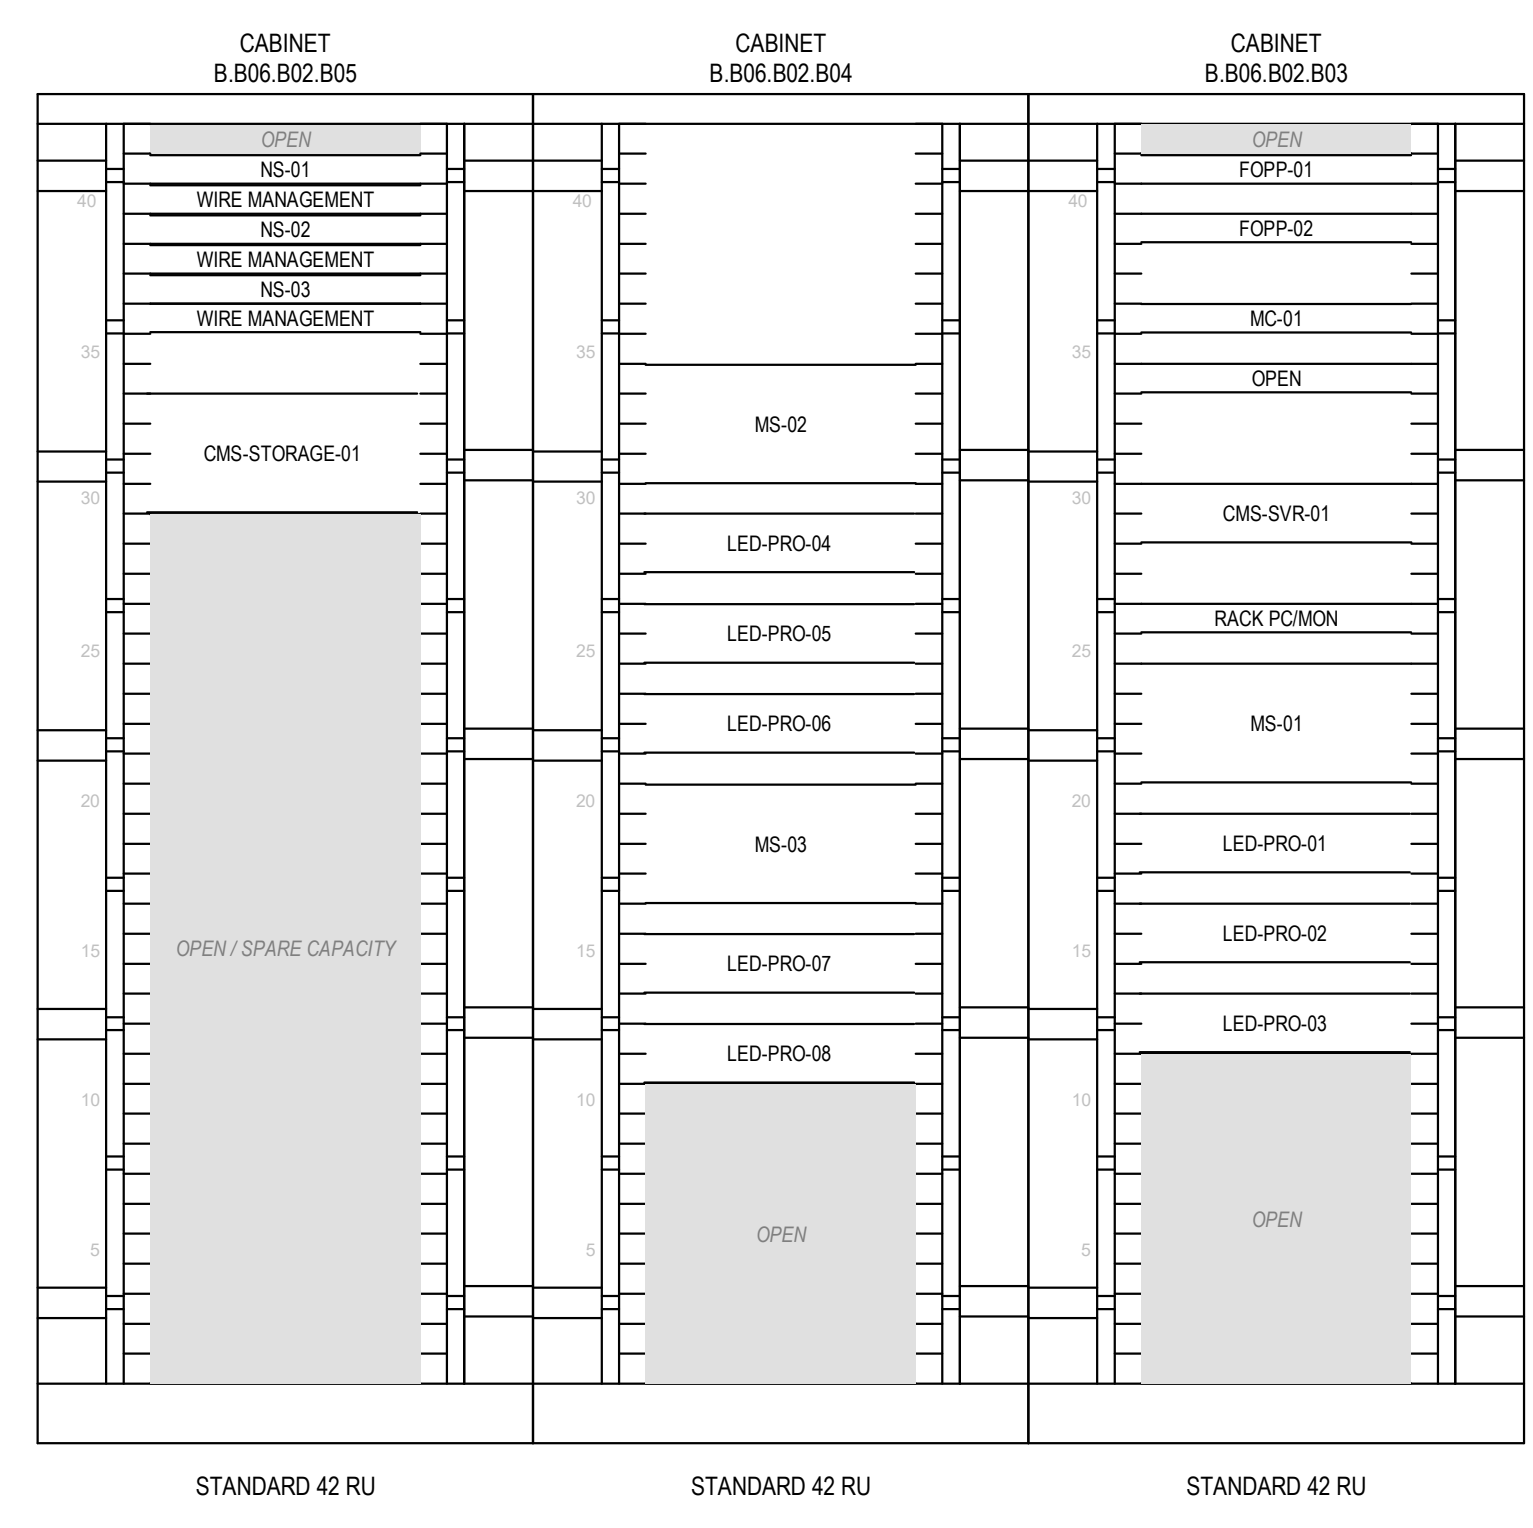 CABINET
B.B06.B02.B05
OPEN
NS-01
WIRE MANAGEMENT
40
NS-02
WIRE MANAGEMENT
NS-03
WIRE MANAGEMENT
35
CMS-STORAGE-01
30
25
20
OPEN / SPARE CAPACITY
15
10
5
STANDARD 42 RU
CABINET
B.B06.B02.B04
40
35
MS-02
30
LED-PRO-04
LED-PRO-05
25
LED-PRO-06
20
MS-03
15
LED-PRO-07
LED-PRO-08
10
OPEN
5
STANDARD 42 RU
CABINET
B.B06.B02.B03
OPEN
FOPP-01
40
FOPP-02
MC-01
35
OPEN
30
CMS-SVR-01
RACK PC/MON
25
MS-01
20
LED-PRO-01
LED-PRO-02
15
LED-PRO-03
10
OPEN
5
STANDARD 42 RU